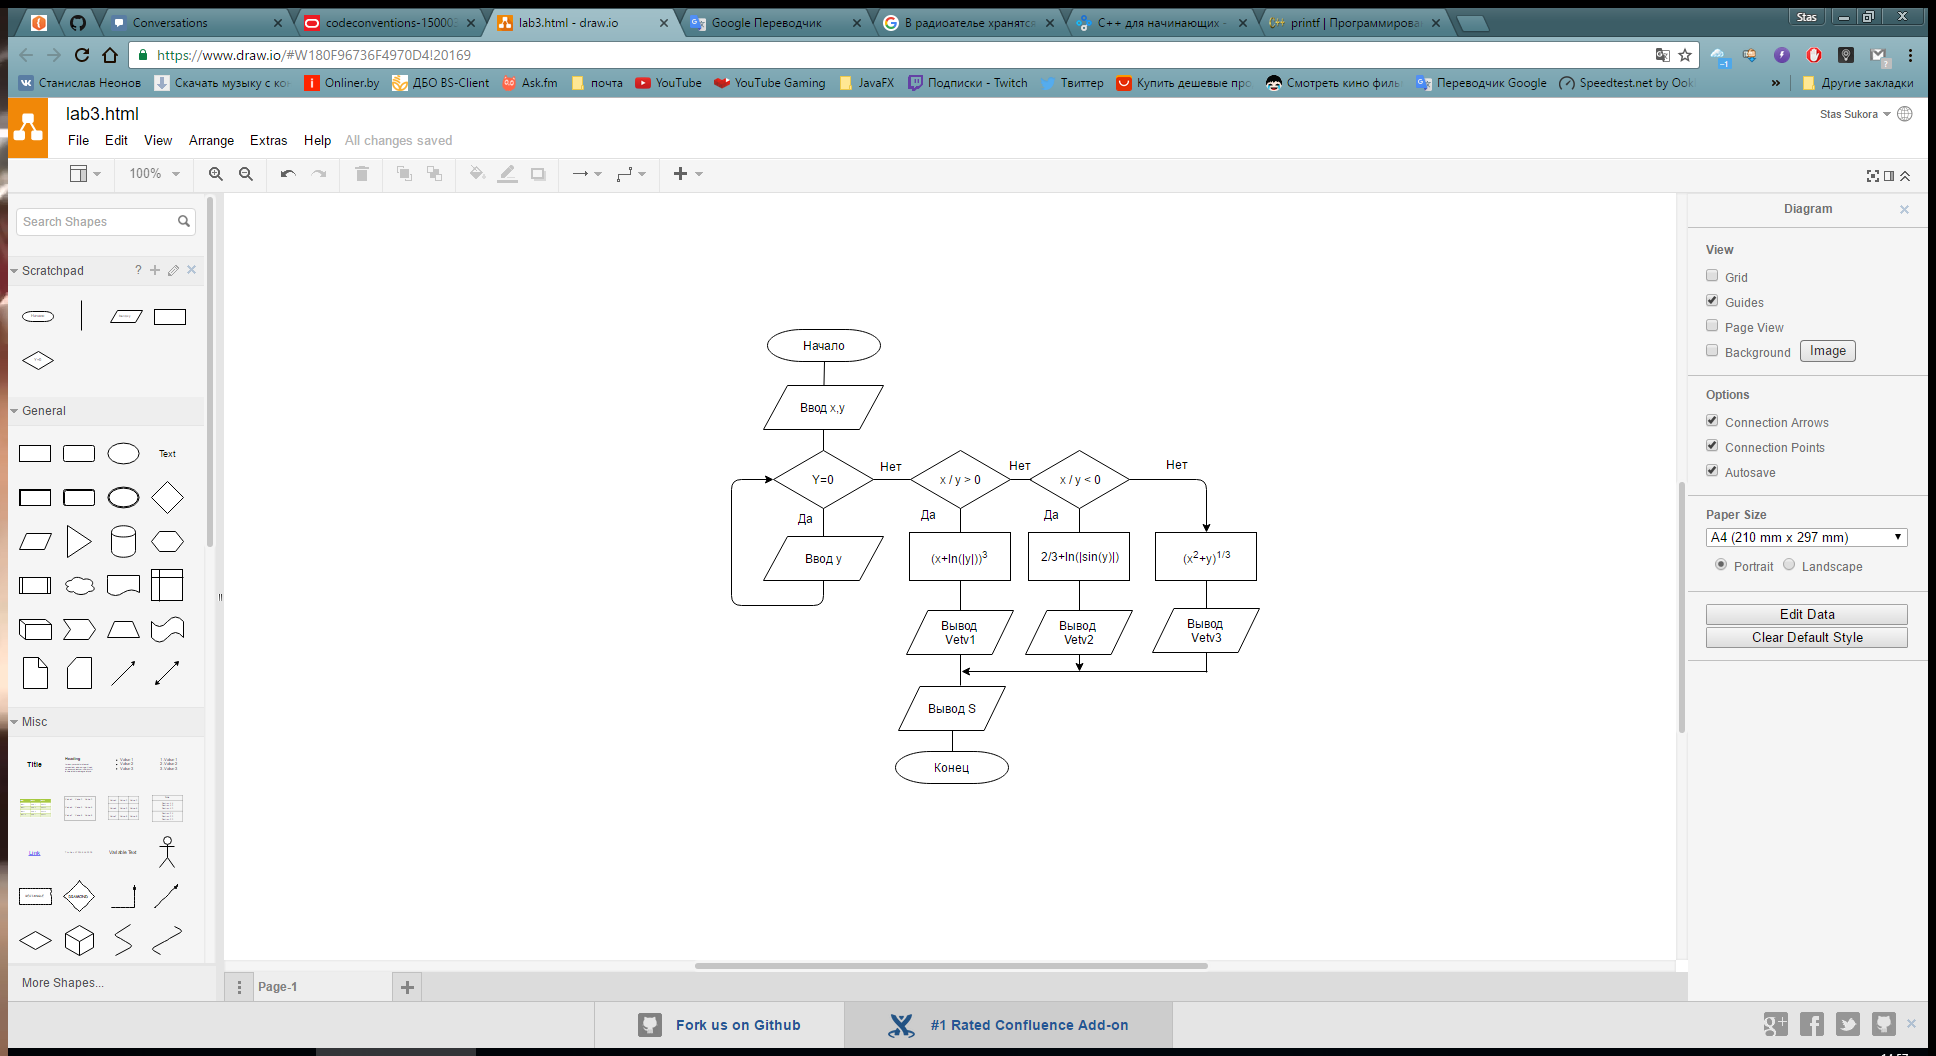 Conversations
codeconventions-15000
lab3.html - draw.io
Google Переводчик
В радиоателье хранятся
C++ для начинающих -
printf | Программирова
Stas
https://www.draw.io/#W180F96736F4970D4!20169
Станислав Неонов
Скачать музыку с кон
Onliner.by
ДБО BS-Client
Ask.fm
почта
YouTube
YouTube Gaming
JavaFX
Подписки - Twitch
Твиттер
Купить дешевые про
Смотреть кино филь
Переводчик Google
Speedtest.net by Ook
»
Другие закладки
lab3.html
Stas Sukora
File Edit View Arrange Extras Help All changes saved
100%
Search Shapes
Scratchpad ?
General
Text
Misc
Title
Heading
Link
Variable Text
More Shapes...
Начало
Ввод x,y
Y=0
Нет
x / y > 0
Нет
x / y < 0
Нет
Да
Да
Да
Ввод y
(x+ln(|y|))³
2/3+ln(|sin(y)|)
(x²+y)^1/3
Вывод
Vetv1
Вывод
Vetv2
Вывод
Vetv3
Вывод S
Конец
Diagram
View
Grid
Guides
Page View
Background Image
Options
Connection Arrows
Connection Points
Autosave
Paper Size
A4 (210 mm x 297 mm)
Portrait Landscape
Edit Data
Clear Default Style
Page-1
Fork us on Github
#1 Rated Confluence Add-on